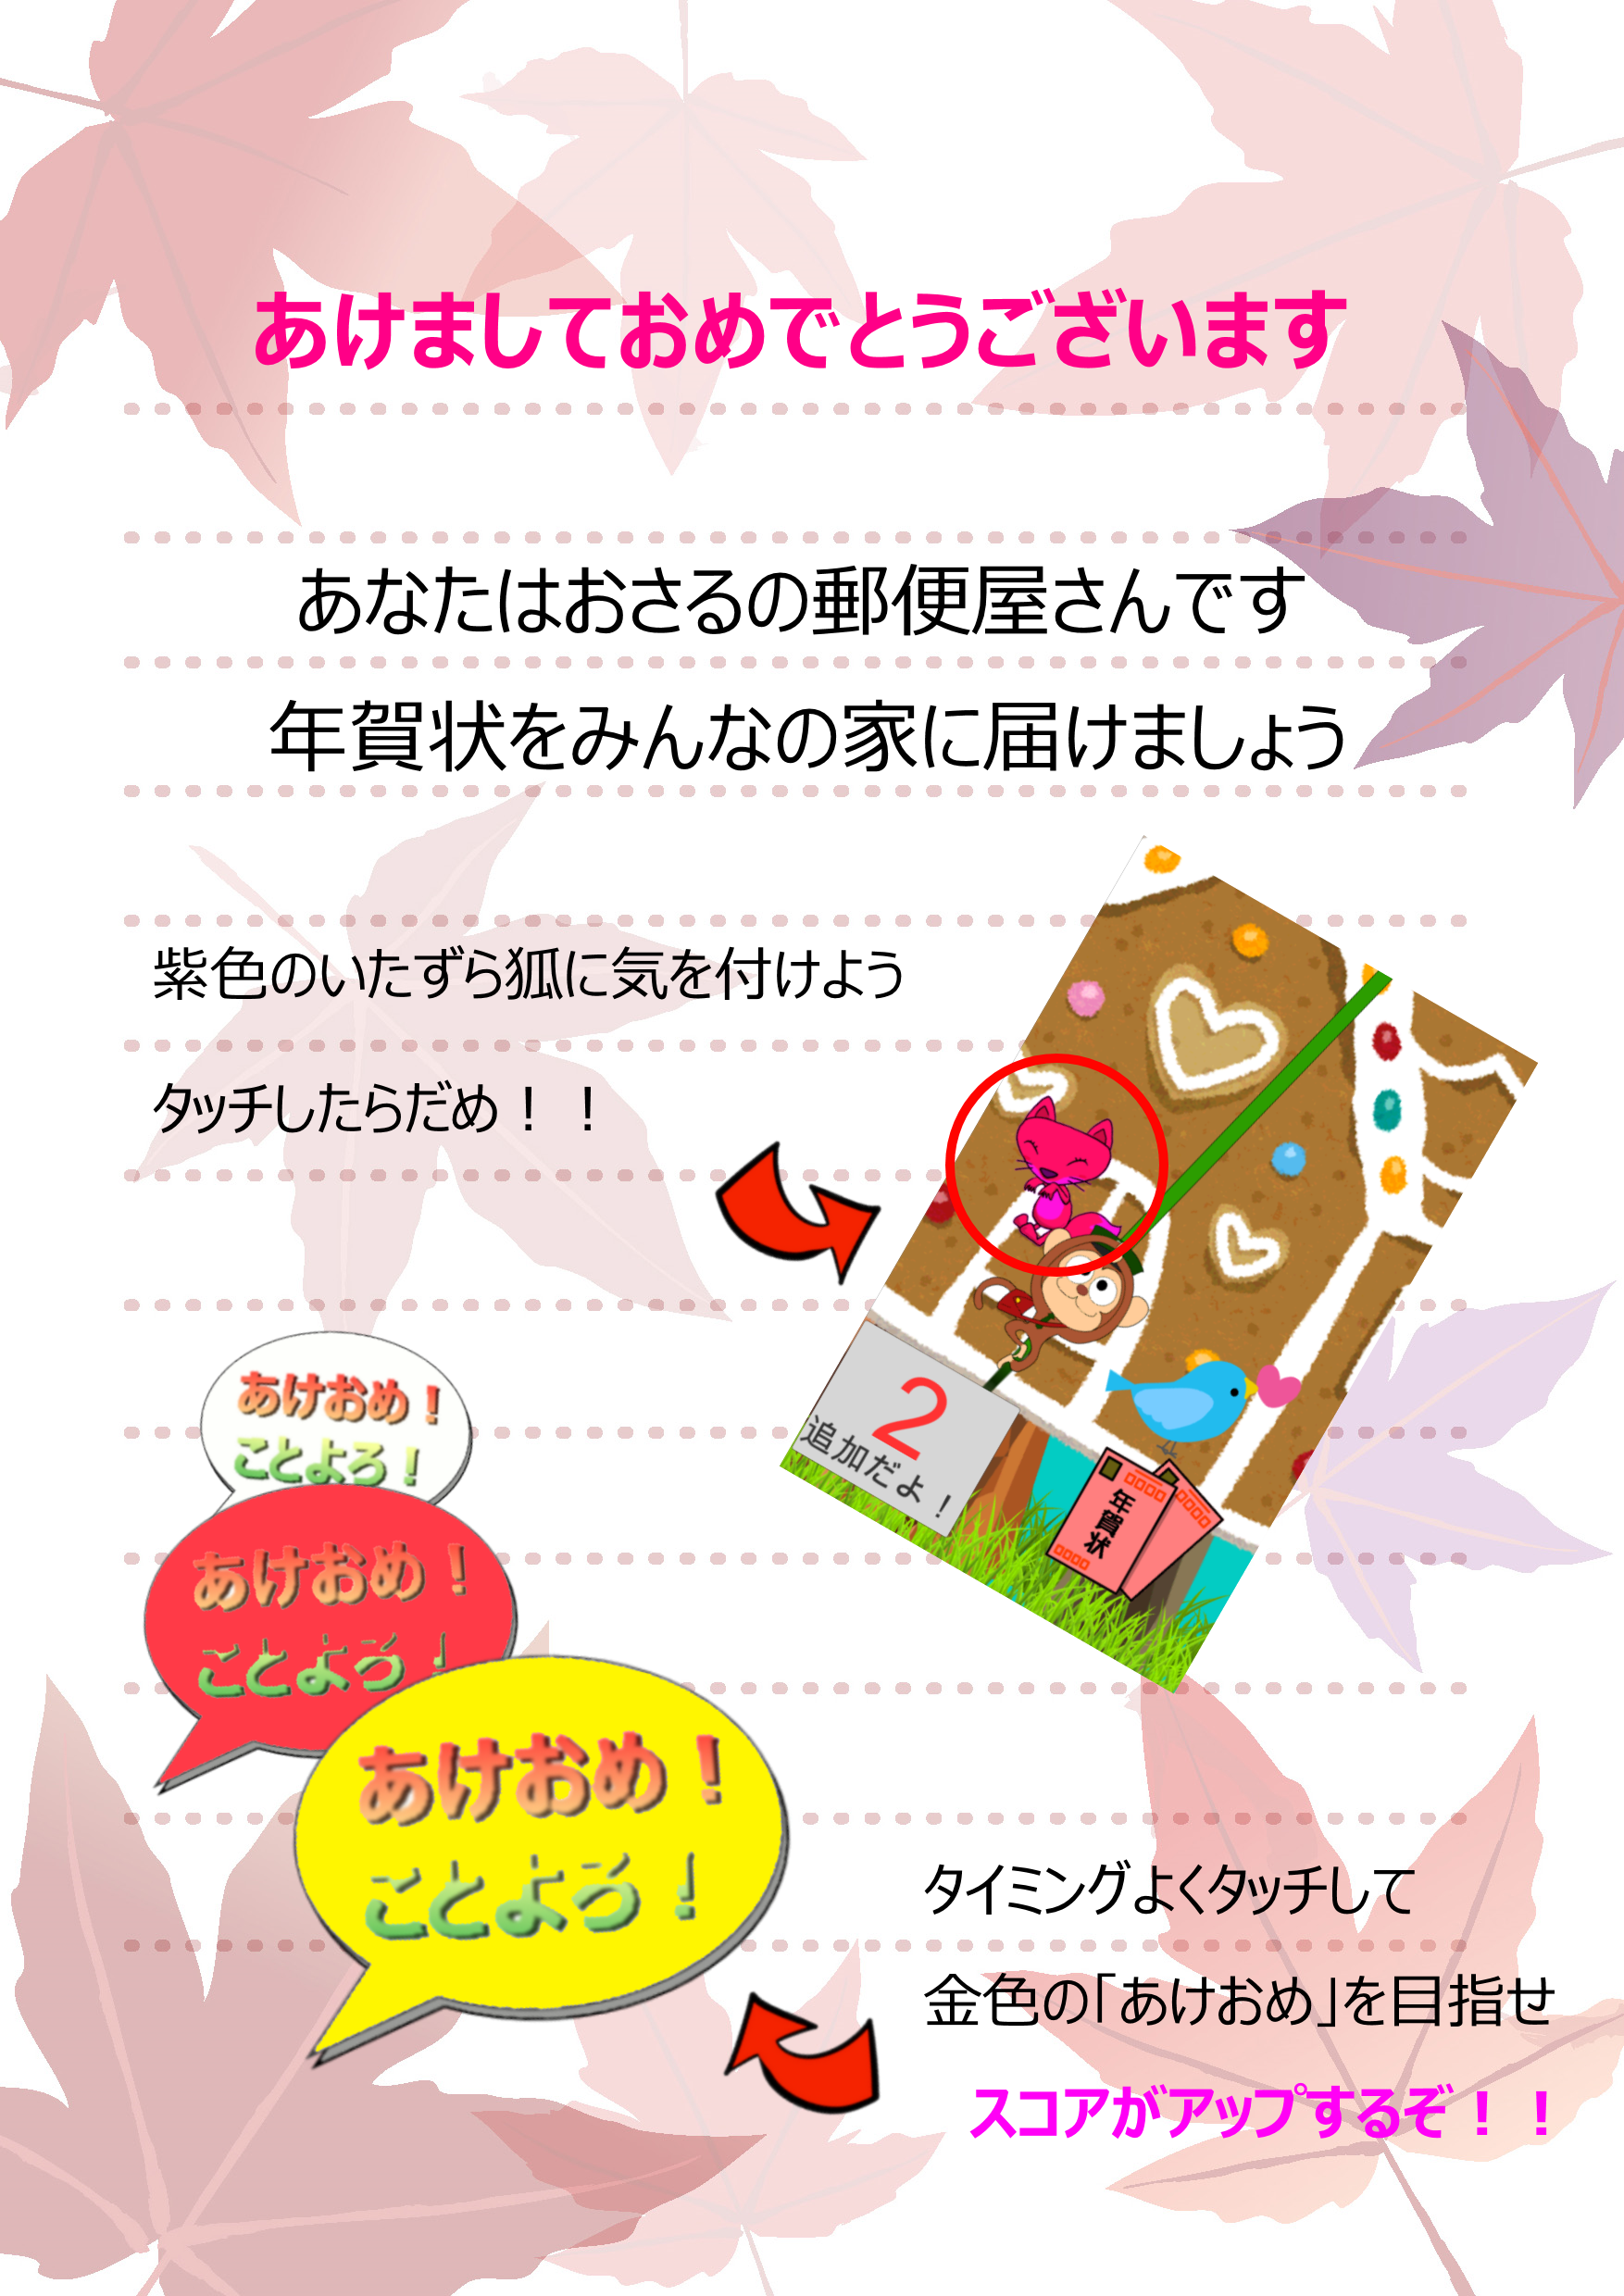 あけましておめでとうございます
あなたはおさるの郵便屋さんです
年賀状をみんなの家に届けましょう
紫色のいたずら狐に気を付けよう
タッチしたらだめ！！
2
追加だよ！
年賀状
あけおめ！
ことよろ！
あけおめ！
ことよろ！
あけおめ！
ことよろ！
タイミングよくタッチして
金色の「あけおめ」を目指せ
スコアがアップするぞ！！